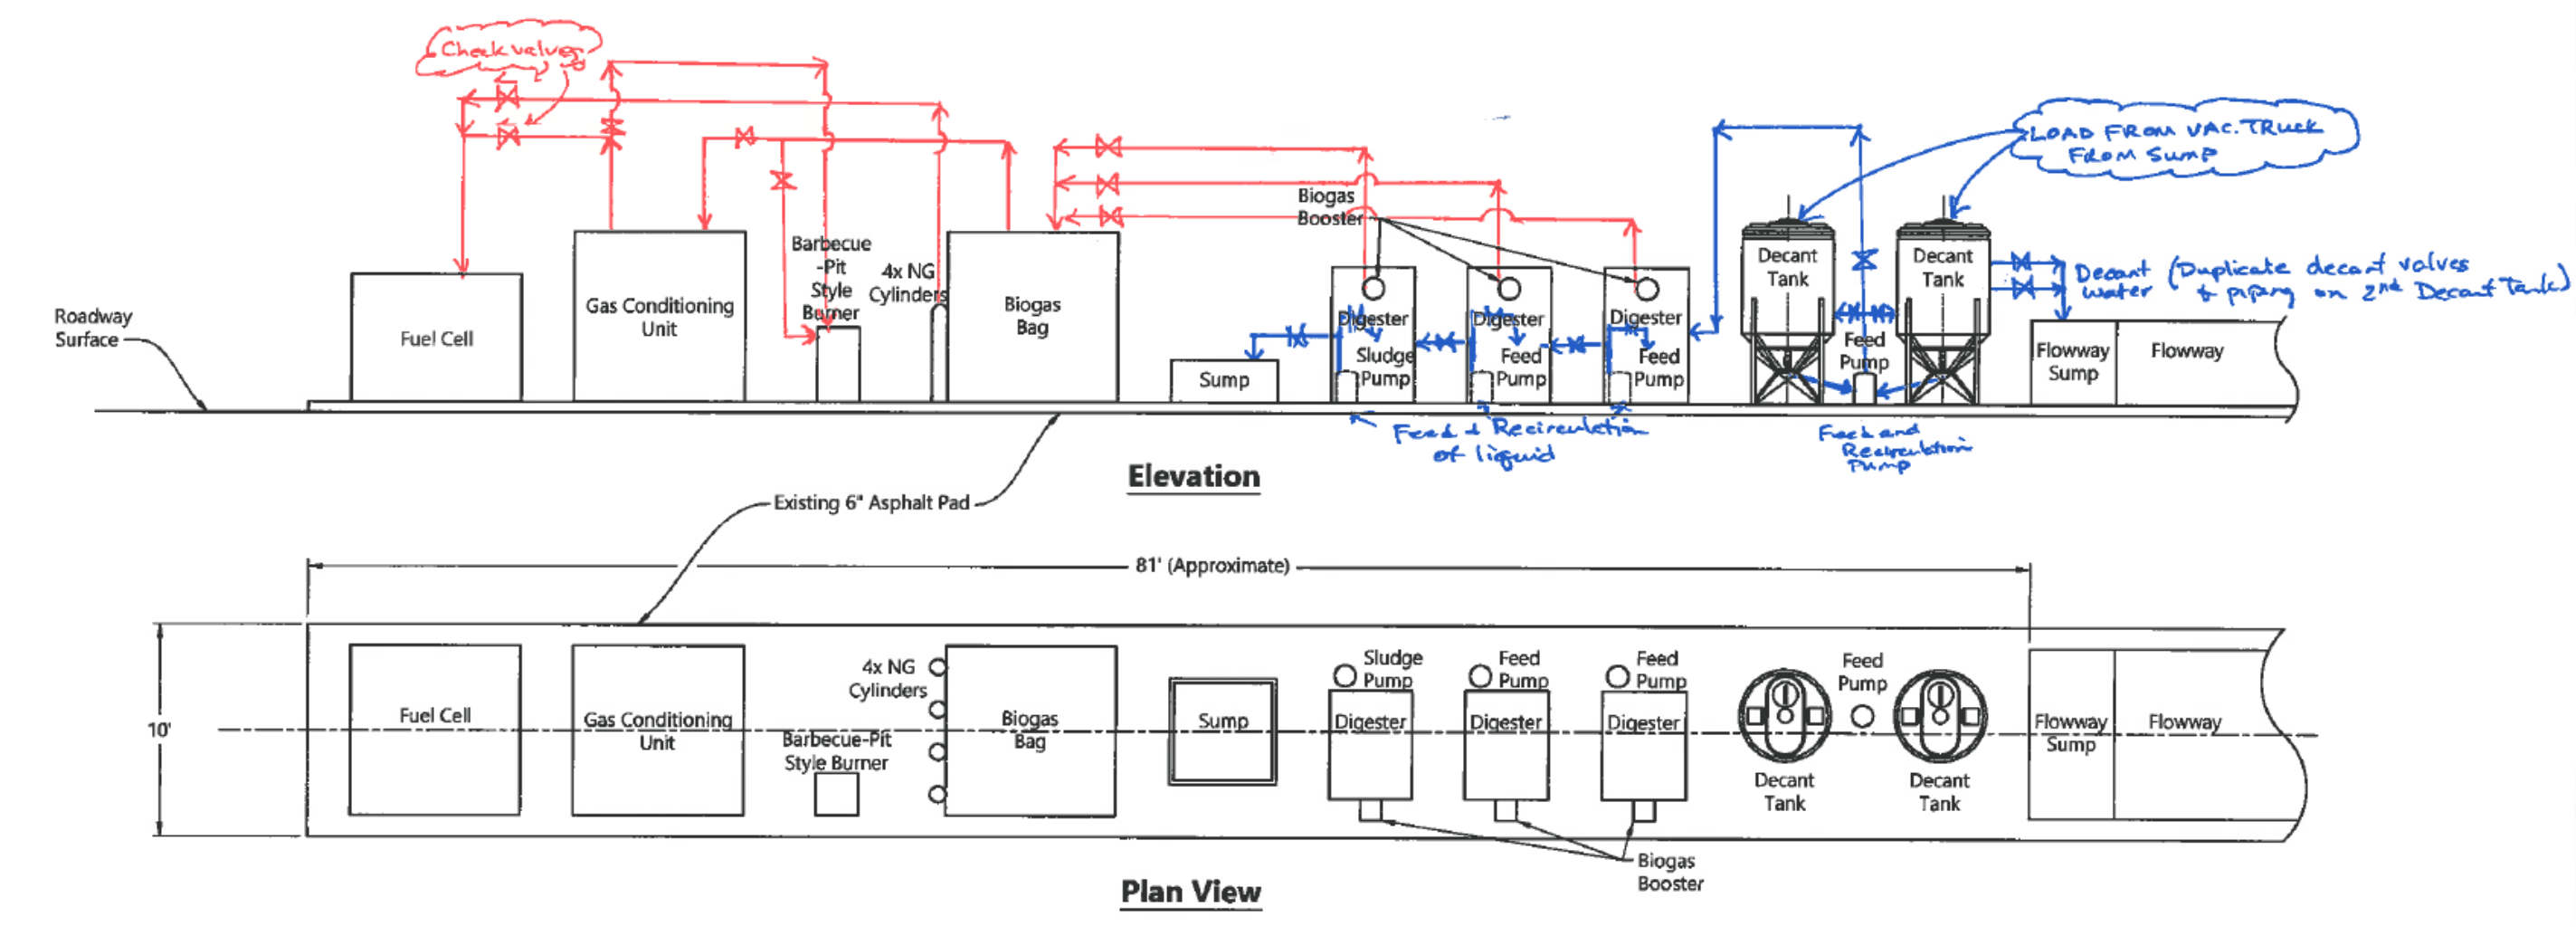 Check valves
LOAD FROM VAC. TRUCK
FROM SUMP
Biogas
Booster
Barbecue
-Pit
Style
Burner
4x NG
Cylinders
Decant
Tank
Decant
Tank
Decant
water
(Duplicate decant valves
+ piping on 2nd Decant Tank)
Roadway
Surface
Fuel Cell
Gas Conditioning
Unit
Biogas
Bag
Sump
Digester
Sludge
Pump
Digester
Feed
Pump
Digester
Feed
Pump
Feed
Pump
Flowway
Sump
Flowway
Feed & Recirculation
of liquid
Feed and
Recirculation
Pump
Elevation
Existing 6" Asphalt Pad
81' (Approximate)
10'
Fuel Cell
Gas Conditioning
Unit
Barbecue-Pit
Style Burner
4x NG
Cylinders
Biogas
Bag
Sump
Sludge
Pump
Digester
Feed
Pump
Digester
Feed
Pump
Digester
Feed
Pump
Decant
Tank
Decant
Tank
Flowway
Sump
Flowway
Biogas
Booster
Plan View